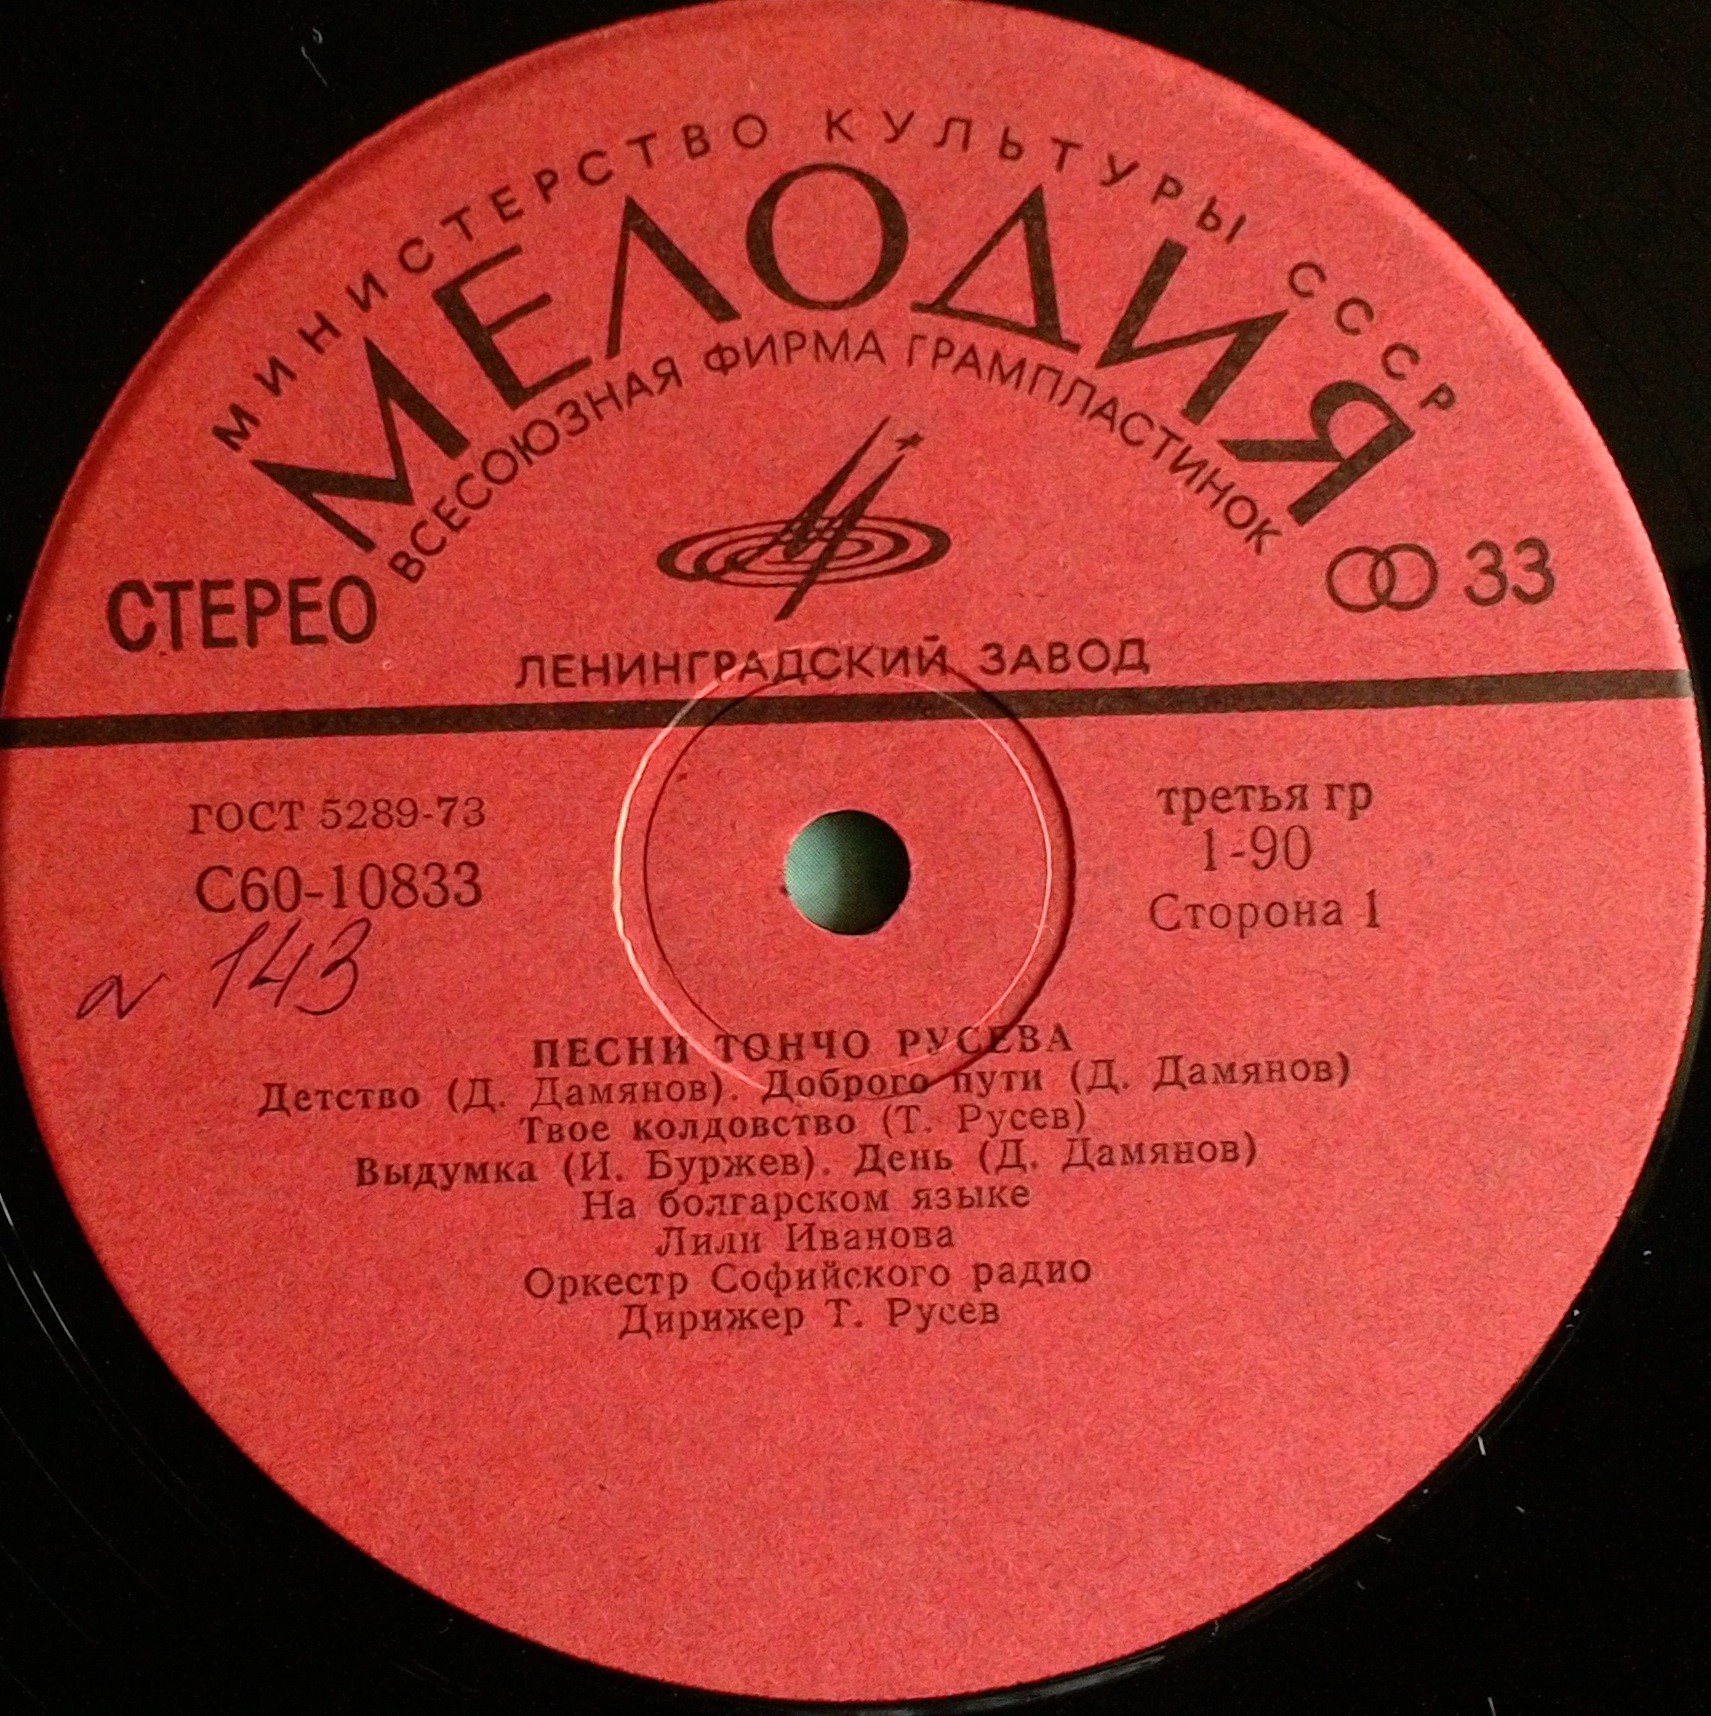 МИНИСТЕРСТВО КУЛЬТУРЫ СССР
МЕЛОДИЯ
ВСЕСОЮЗНАЯ ФИРМА ГРАМПЛАСТИНОК
СТЕРЕО
33
ЛЕНИНГРАДСКИЙ ЗАВОД
ГОСТ 5289-73
третья гр
С60-10833
1-90
Сторона 1
143
ПЕСНИ ТОНЧО РУСЕВА
Детство (Д. Дамянов). Доброго пути (Д. Дамянов)
Твое колдовство (Т. Русев)
Выдумка (И. Буржев). День (Д. Дамянов)
На болгарском языке
Лили Иванова
Оркестр Софийского радио
Дирижер Т. Русев